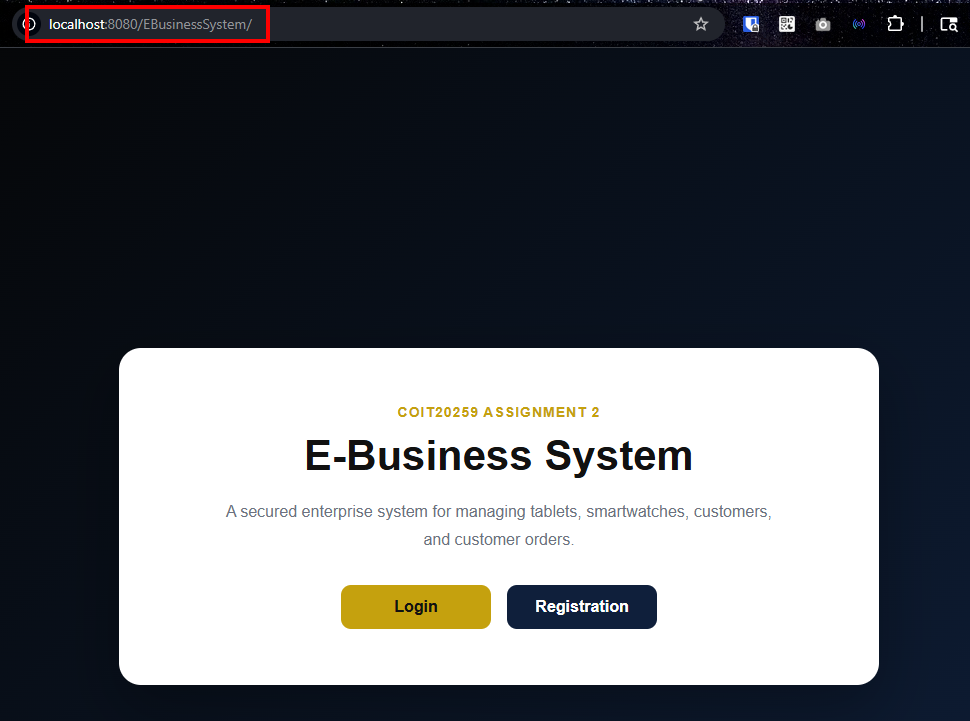 localhost:8080/EBusinessSystem/
COIT20259 ASSIGNMENT 2
E-Business System
A secured enterprise system for managing tablets, smartwatches, customers,
and customer orders.
Login
Registration